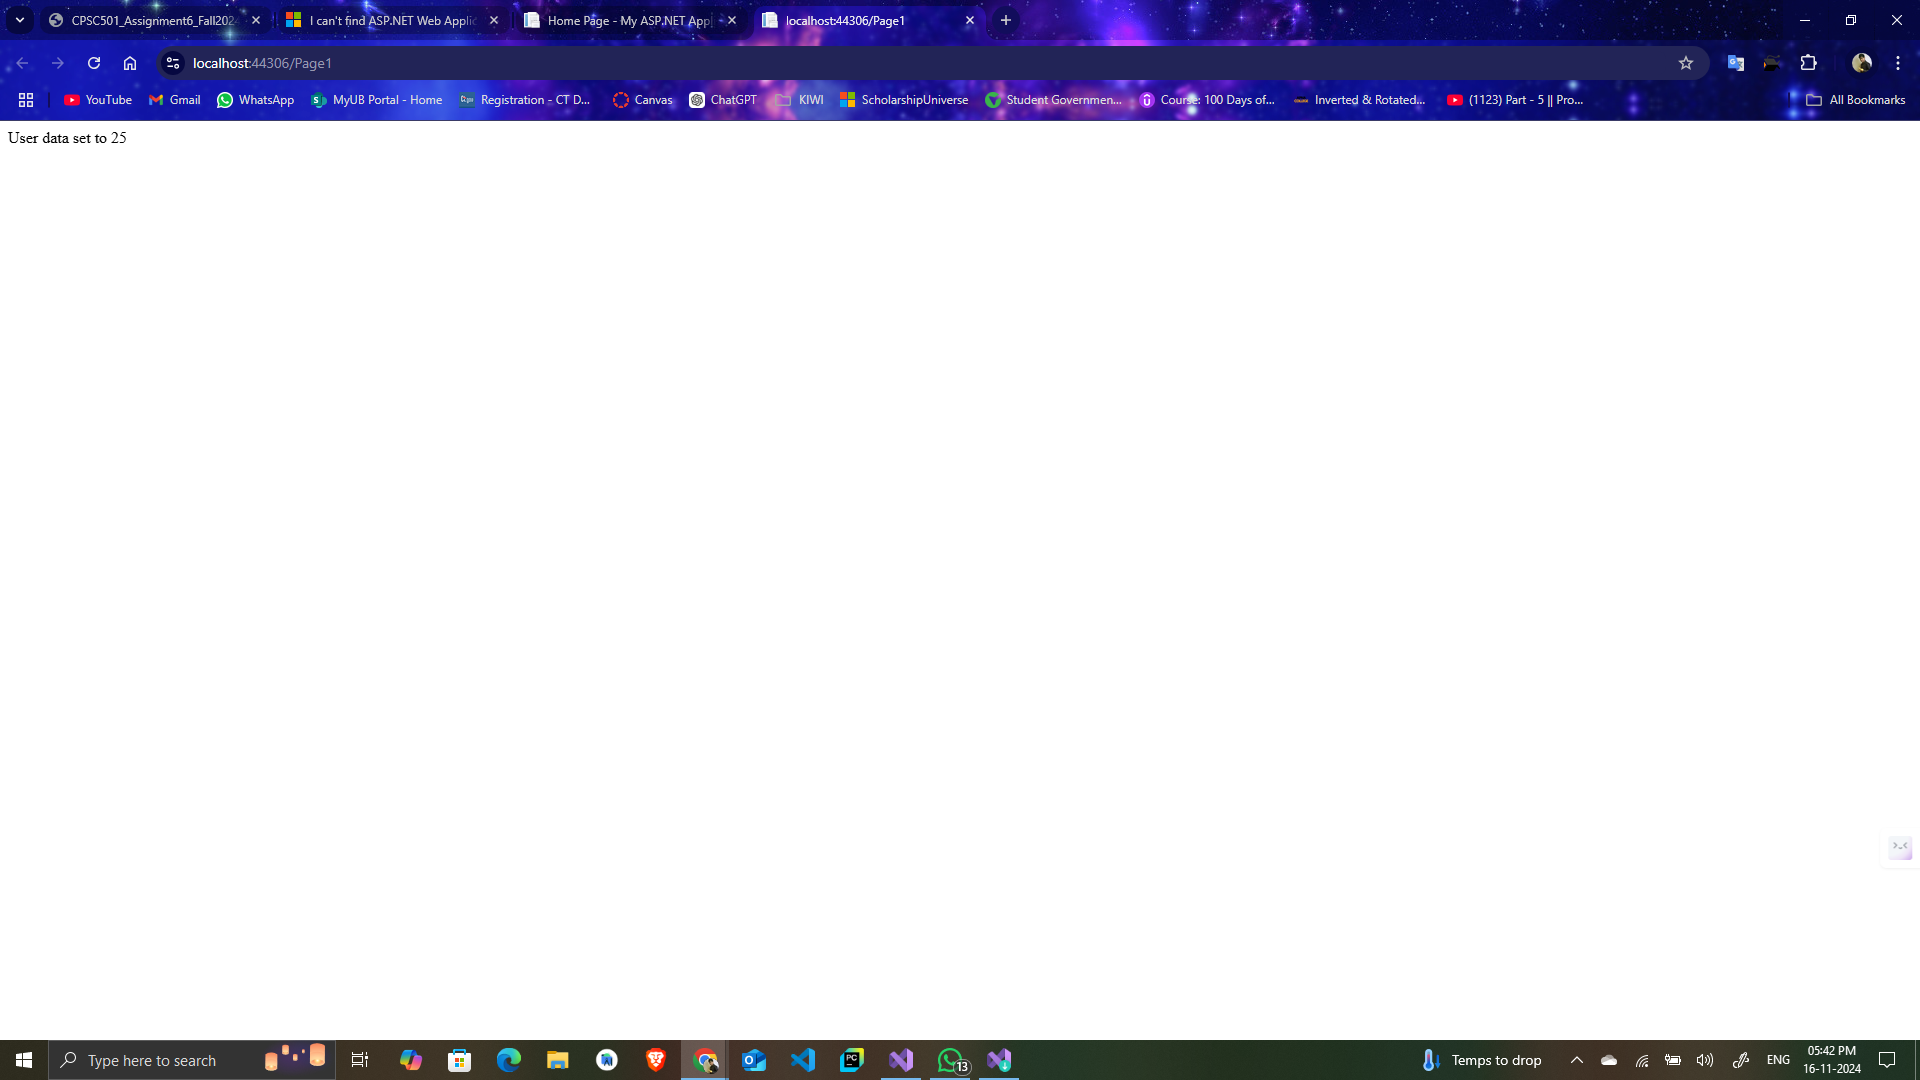 CPSC501_Assignment6_Fall2024
I can't find ASP.NET Web Applic
Home Page - My ASP.NET App
localhost:44306/Page1
localhost:44306/Page1
YouTube
Gmail
WhatsApp
MyUB Portal - Home
Registration - CT D...
Canvas
ChatGPT
KIWI
ScholarshipUniverse
Student Governmen...
Course: 100 Days of...
Inverted & Rotated...
(1123) Part - 5 || Pro...
All Bookmarks
User data set to 25
Type here to search
13
Temps to drop
ENG
05:42 PM
16-11-2024